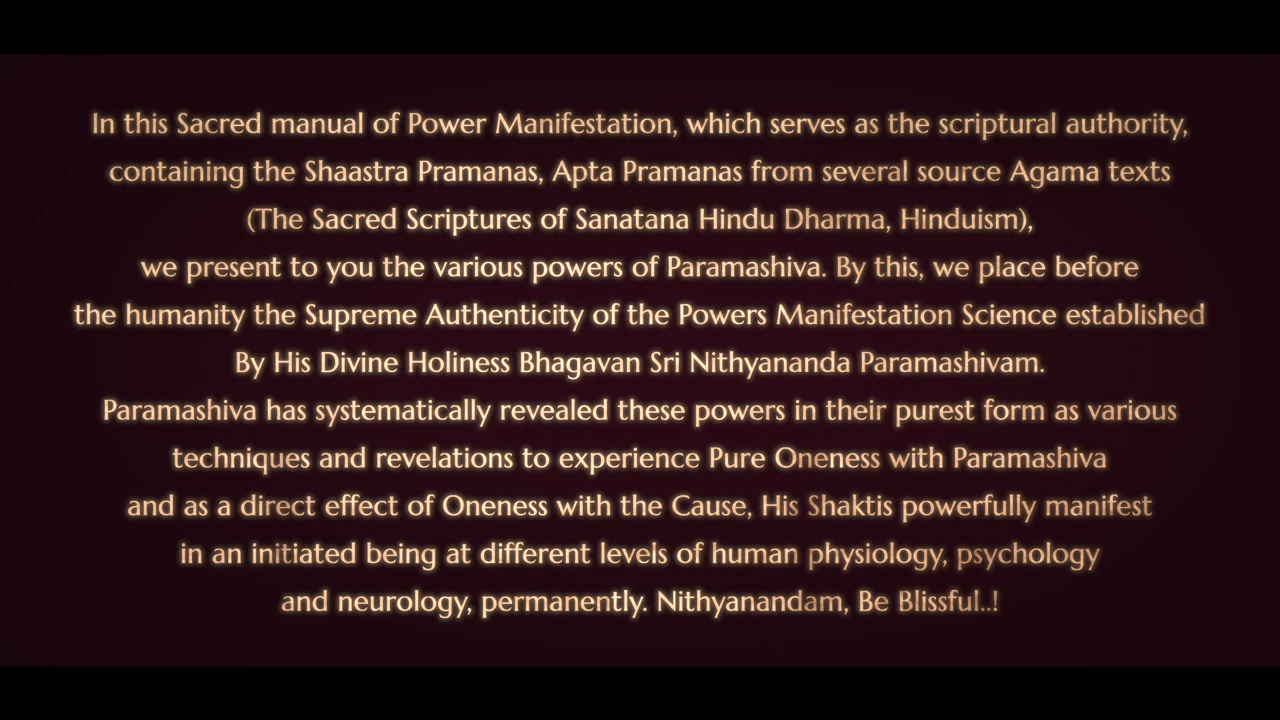 In this Sacred manual of Power Manifestation, which serves as the scriptural authority,
containing the Shaastra Pramanas, Apta Pramanas from several source Agama texts
(The Sacred Scriptures of Sanatana Hindu Dharma, Hinduism),
we present to you the various powers of Paramashiva. By this, we place before
the humanity the Supreme Authenticity of the Powers Manifestation Science established
By His Divine Holiness Bhagavan Sri Nithyananda Paramashivam.
Paramashiva has systematically revealed these powers in their purest form as various
techniques and revelations to experience Pure Oneness with Paramashiva
and as a direct effect of Oneness with the Cause, His Shaktis powerfully manifest
in an initiated being at different levels of human physiology, psychology
and neurology, permanently. Nithyanandam, Be Blissful..!